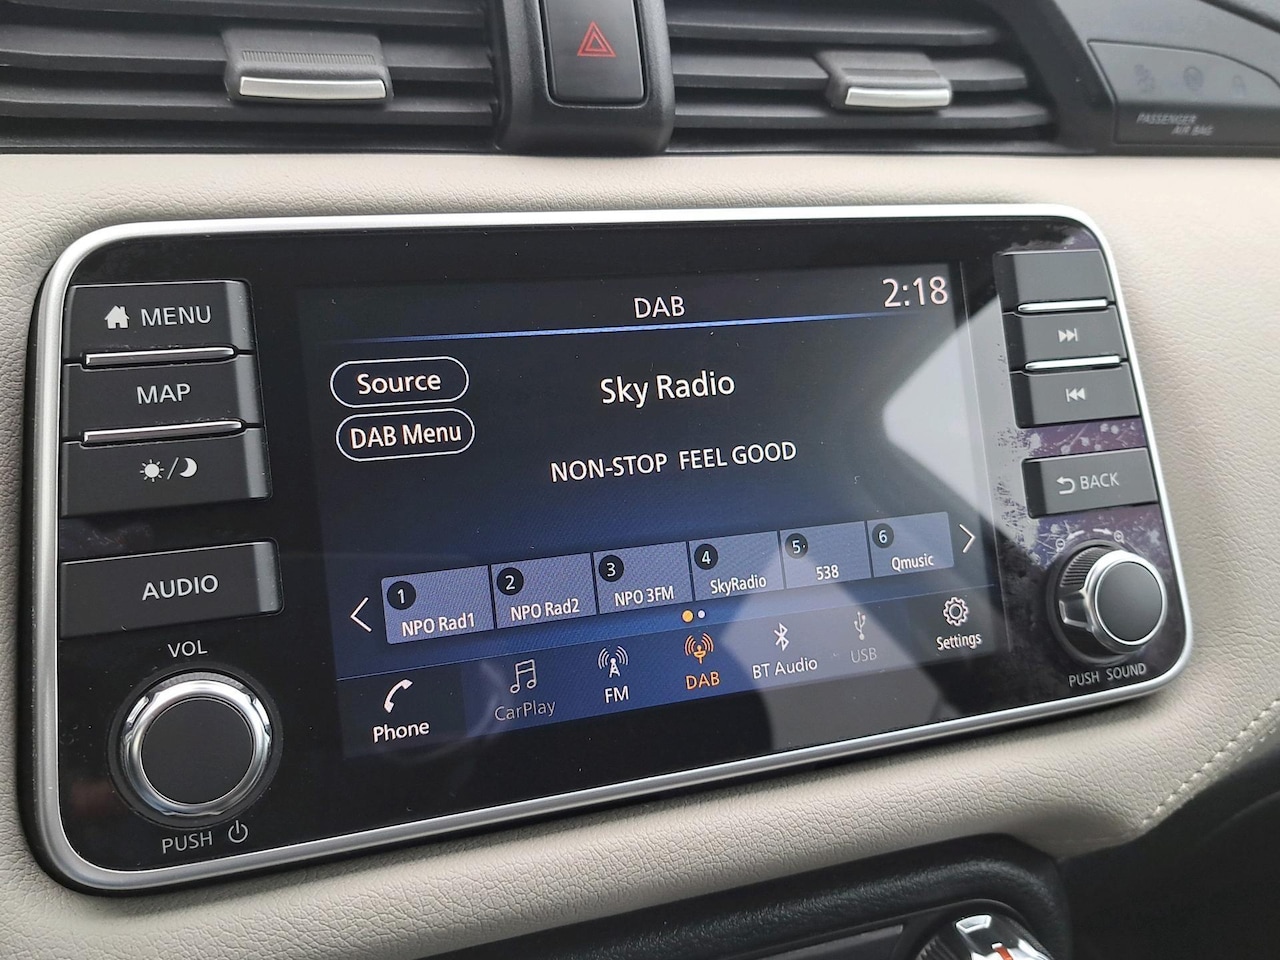 PASSENGER
AIR BAG
MENU
MAP
AUDIO
VOL
PUSH
DAB
2:18
Source
DAB Menu
Sky Radio
NON-STOP FEEL GOOD
1 NPO Rad1
2 NPO Rad2
3 NPO 3FM
4 SkyRadio
5 538
6 Qmusic
Phone
CarPlay
FM
DAB
BT Audio
USB
Settings
BACK
PUSH SOUND